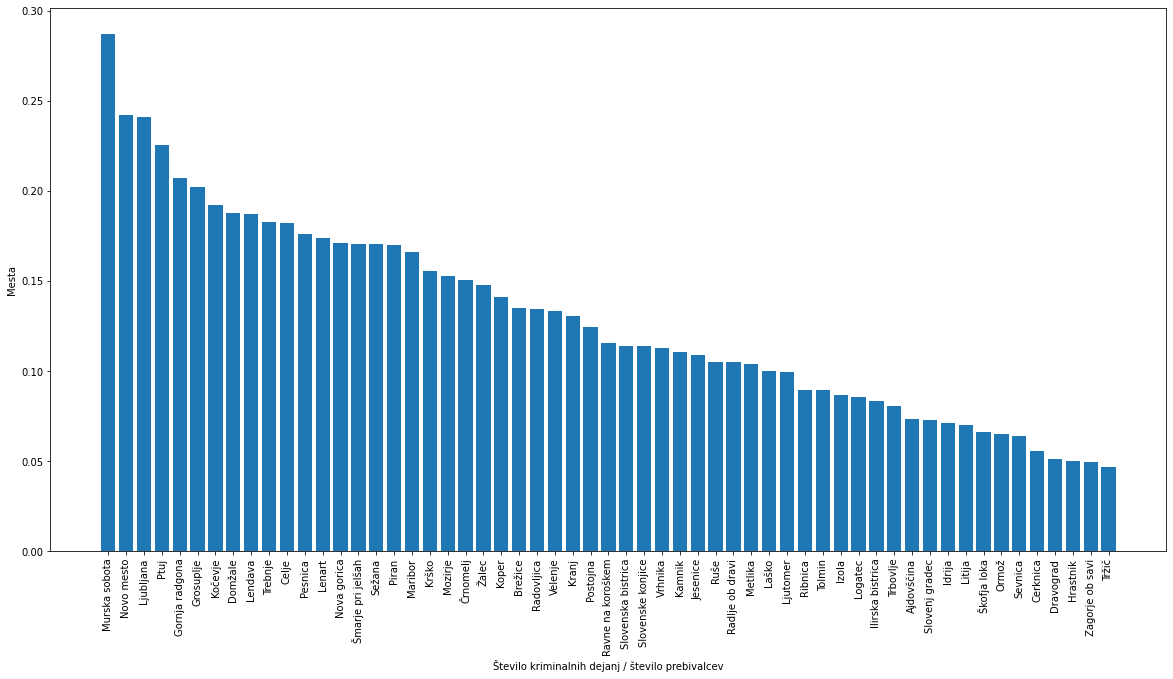 0.30
0.25
0.20
0.15
0.10
0.05
0.00
Mesta
Murska sobota
Novo mesto
Ljubljana
Ptuj
Gornja radgona
Grosuplje
Kočevje
Domžale
Lendava
Trebnje
Celje
Pesnica
Lenart
Nova gorica
Šmarje pri jelšah
Sežana
Piran
Maribor
Krško
Mozirje
Črnomelj
Žalec
Koper
Brežice
Radovljica
Velenje
Kranj
Postojna
Ravne na koroškem
Slovenska bistrica
Slovenske konjice
Vrhnika
Kamnik
Jesenice
Ruše
Radlje ob dravi
Metlika
Laško
Ljutomer
Ribnica
Tolmin
Izola
Logatec
Ilirska bistrica
Trbovlje
Ajdovščina
Slovenj gradec
Idrija
Litija
Škofja loka
Ormož
Sevnica
Cerknica
Dravograd
Hrastnik
Zagorje ob savi
Tržič
Število kriminalnih dejanj / število prebivalcev